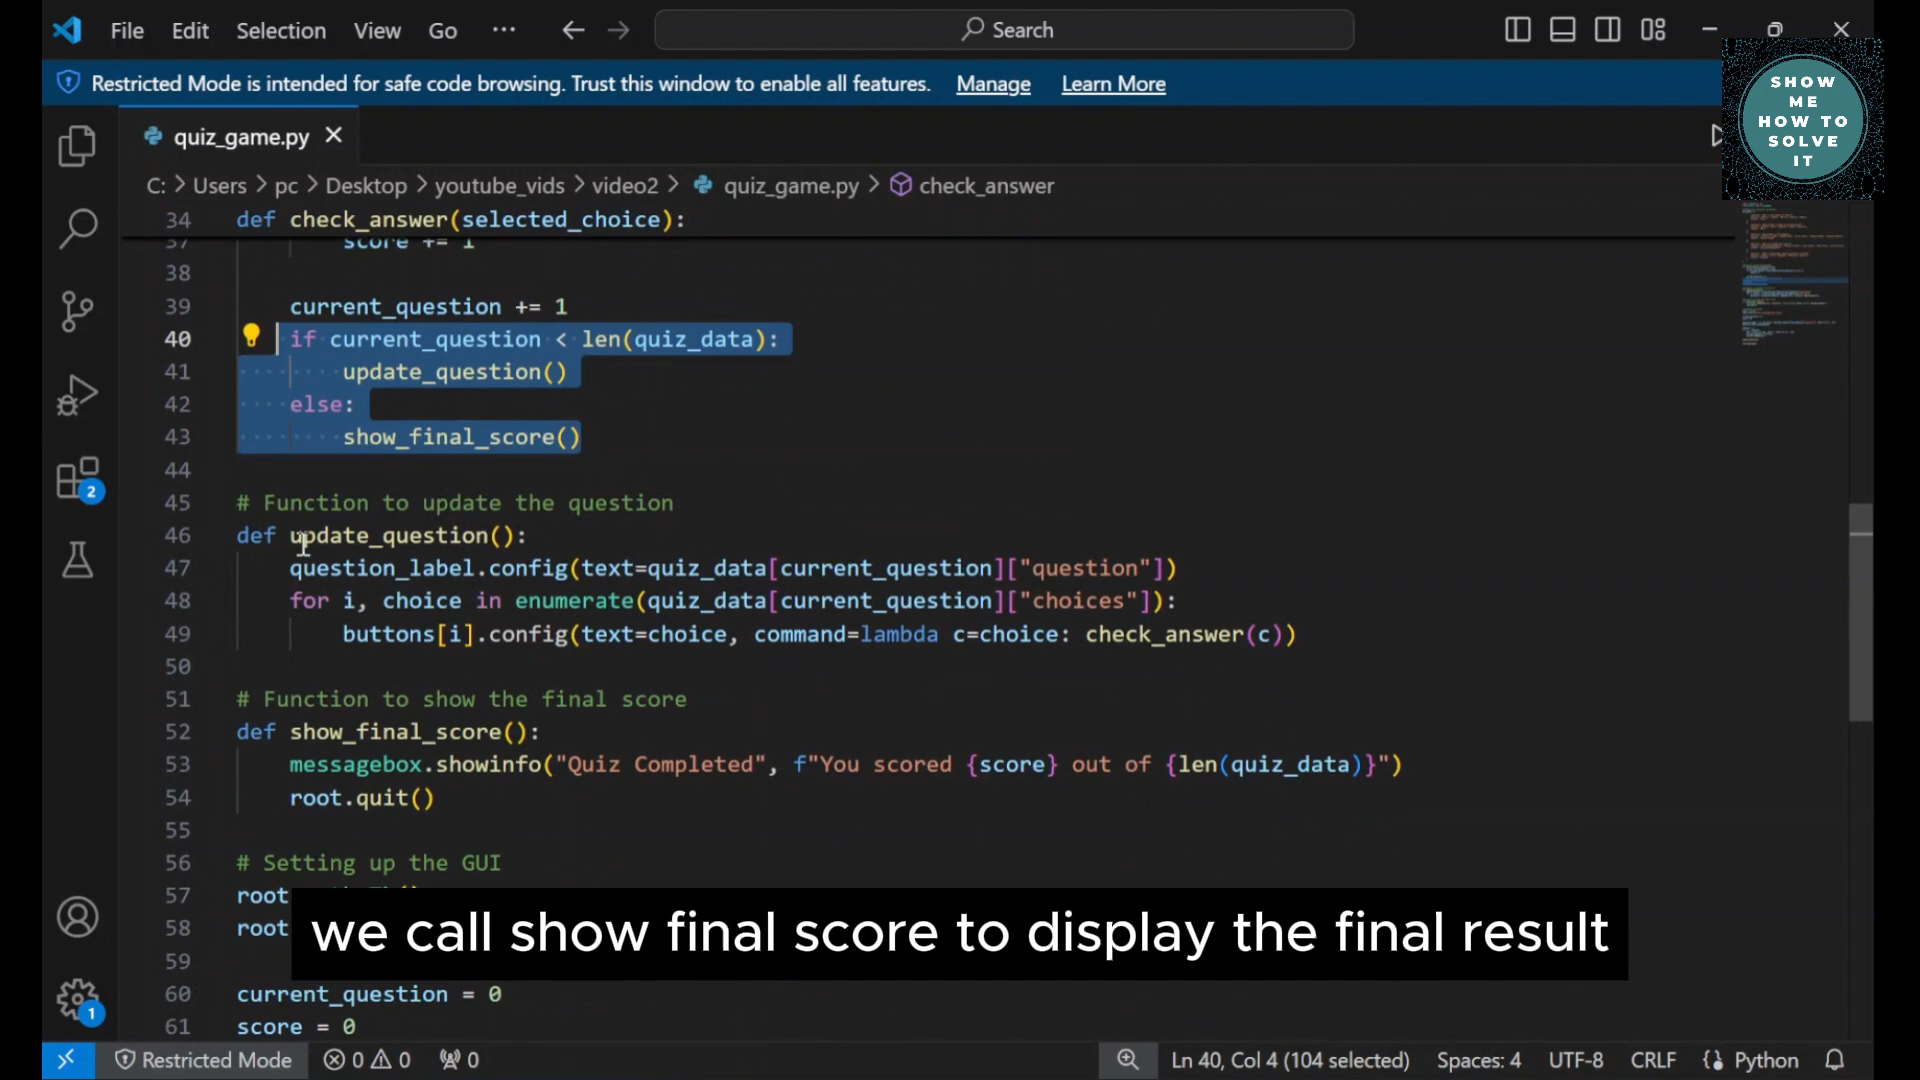 File Edit Selection View Go ··· Search
SHOW
ME
HOW TO
SOLVE
IT
Restricted Mode is intended for safe code browsing. Trust this window to enable all features. Manage Learn More
quiz_game.py
C: > Users > pc > Desktop > youtube_vids > video2 > quiz_game.py > check_answer
34 def check_answer(selected_choice):
37 score += 1
38
39 current_question += 1
40 if current_question < len(quiz_data):
41 update_question()
42 else:
43 show_final_score()
44
45 # Function to update the question
46 def update_question():
47 question_label.config(text=quiz_data[current_question]["question"])
48 for i, choice in enumerate(quiz_data[current_question]["choices"]):
49 buttons[i].config(text=choice, command=lambda c=choice: check_answer(c))
50
51 # Function to show the final score
52 def show_final_score():
53 messagebox.showinfo("Quiz Completed", f"You scored {score} out of {len(quiz_data)}")
54 root.quit()
55
56 # Setting up the GUI
57 root
58 root
we call show final score to display the final result
59
60 current_question = 0
61 score = 0
2
1
Restricted Mode 0 0 0 Ln 40, Col 4 (104 selected) Spaces: 4 UTF-8 CRLF Python